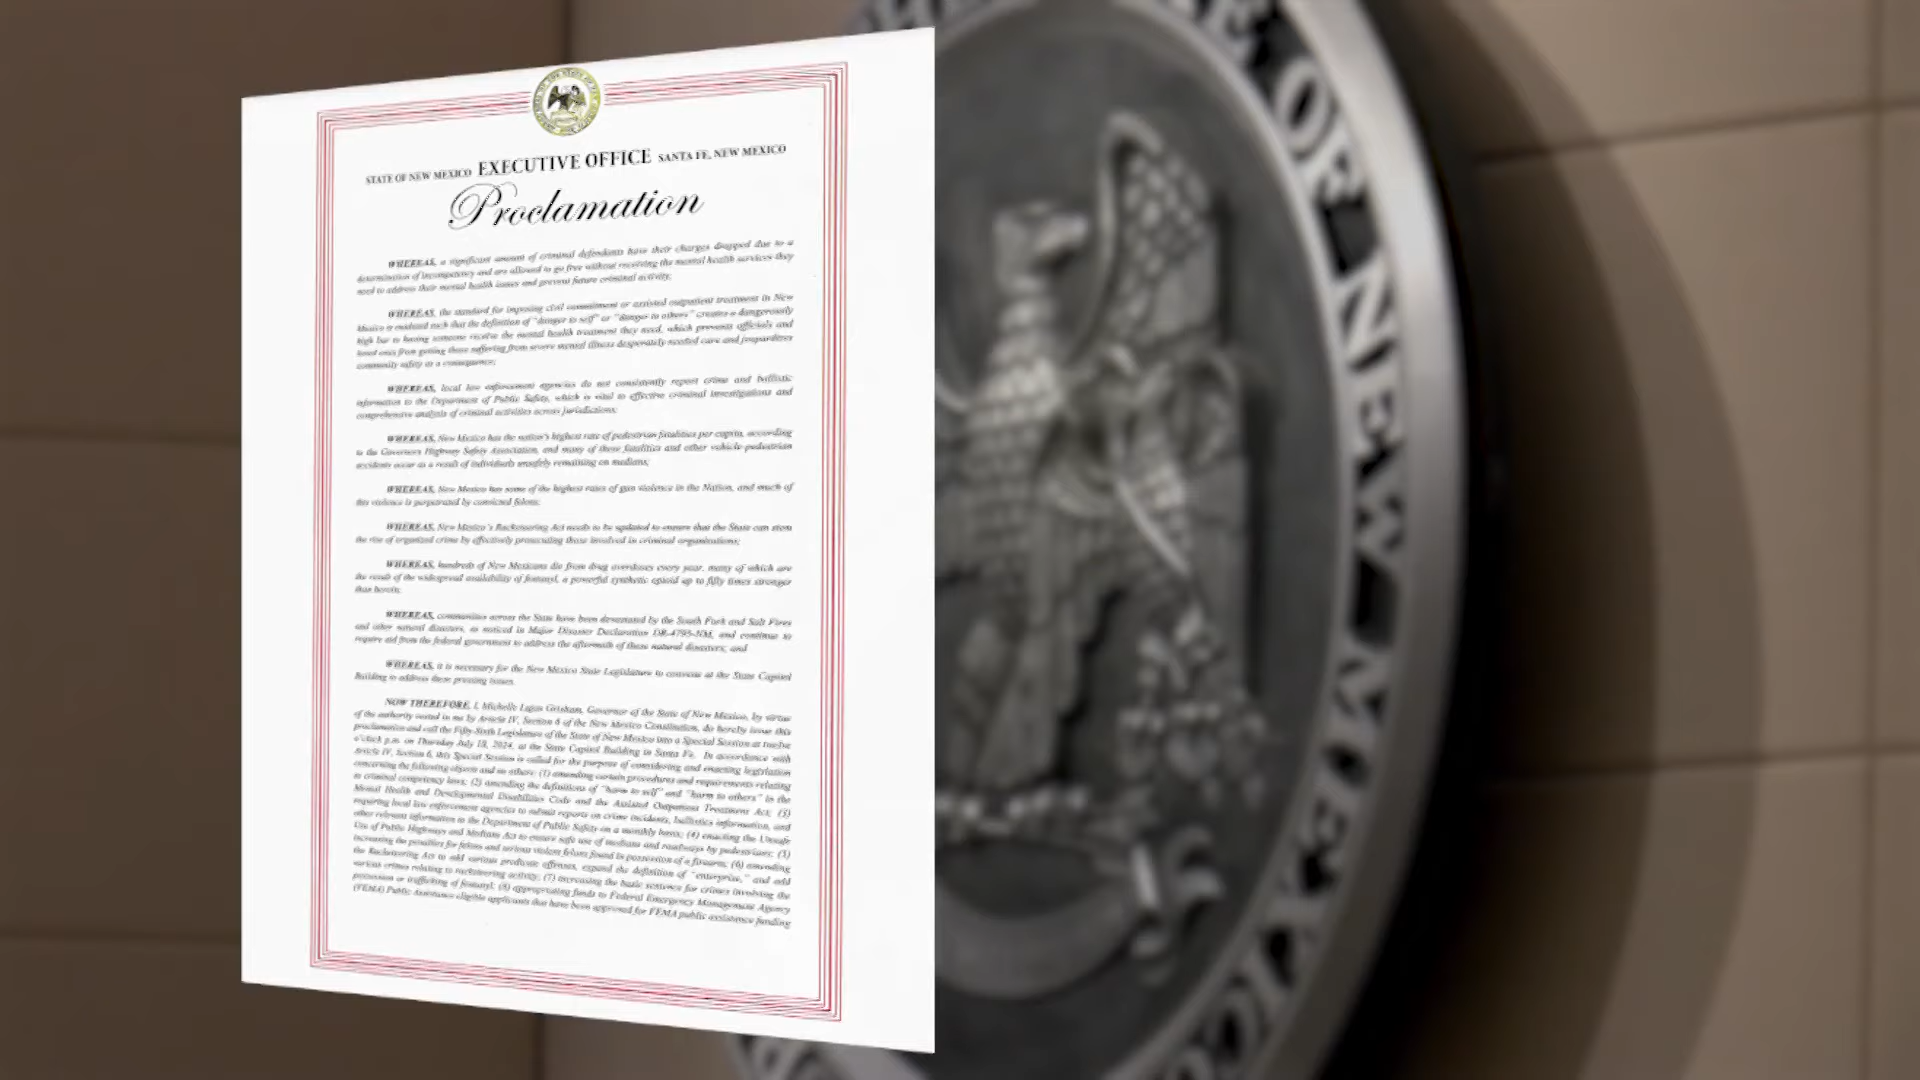 STATE OF NEW MEXICO EXECUTIVE OFFICE SANTA FE, NEW MEXICO
Proclamation
WHEREAS, a significant amount of criminal defendants have their charges dropped due to a
determination of incompetency and are allowed to go free without receiving the mental health services they
need to address their mental health issues and prevent future criminal activity;
WHEREAS, the standard for imposing civil commitment or assisted outpatient treatment in New
Mexico is outdated such that the definition of "danger to self" or "danger to others" creates a dangerously
high bar to having someone receive the mental health treatment they need, which prevents officials and
loved ones from getting those suffering from severe mental illness desperately needed care and jeopardizes
community safety as a consequence;
WHEREAS, local law enforcement agencies do not consistently report crime and ballistic
information to the Department of Public Safety, which is vital to effective criminal investigations and
comprehensive analysis of criminal activities across jurisdictions;
WHEREAS, New Mexico has the nation's highest rate of pedestrian fatalities per capita, according
to the Governors Highway Safety Association, and many of these fatalities and other vehicle-pedestrian
accidents occur as a result of individuals unsafely remaining on medians;
WHEREAS, New Mexico has some of the highest rates of gun violence in the Nation, and much of
this violence is perpetrated by convicted felons;
WHEREAS, New Mexico's Racketeering Act needs to be updated to ensure that the State can stem
the rise of organized crime by effectively prosecuting those involved in criminal organizations;
WHEREAS, hundreds of New Mexicans die from drug overdoses every year, many of which are
the result of the widespread availability of fentanyl, a powerful synthetic opioid up to fifty times stronger
than heroin;
WHEREAS, communities across the State have been devastated by the South Fork and Salt Fires
and other natural disasters, as noticed in Major Disaster Declaration DR-4795-NM, and continue to
require aid from the federal government to address the aftermath of these natural disasters; and
WHEREAS, it is necessary for the New Mexico State Legislature to convene at the State Capitol
Building to address these pressing issues.
NOW THEREFORE, I, Michelle Lujan Grisham, Governor of the State of New Mexico, by virtue
of the authority vested in me by Article IV, Section 6 of the New Mexico Constitution, do hereby issue this
proclamation and call the Fifty-Sixth Legislature of the State of New Mexico into a Special Session at twelve
o'clock p.m. on Thursday July 18, 2024, at the State Capitol Building in Santa Fe. In accordance with
Article IV, Section 6, this Special Session is called for the purpose of considering and enacting legislation
concerning the following objects and no others: (1) amending certain procedures and requirements relating
to criminal competency laws; (2) amending the definitions of "harm to self" and "harm to others" in the
Mental Health and Developmental Disabilities Code and the Assisted Outpatient Treatment Act; (3)
requiring local law enforcement agencies to submit reports on crime incidents, ballistics information, and
other relevant information to the Department of Public Safety on a monthly basis; (4) enacting the Unsafe
Use of Public Highways and Medians Act to ensure safe use of medians and roadways by pedestrians; (5)
increasing the penalties for felons and serious violent felons found in possession of a firearm; (6) amending
the Racketeering Act to add various predicate offenses, expand the definition of "enterprise," and add
various crimes relating to racketeering activity; (7) increasing the basic sentence for crimes involving the
possession or trafficking of fentanyl; (8) appropriating funds to Federal Emergency Management Agency
(FEMA) Public Assistance eligible applicants that have been approved for FEMA public assistance funding
OF NEW MEXICO